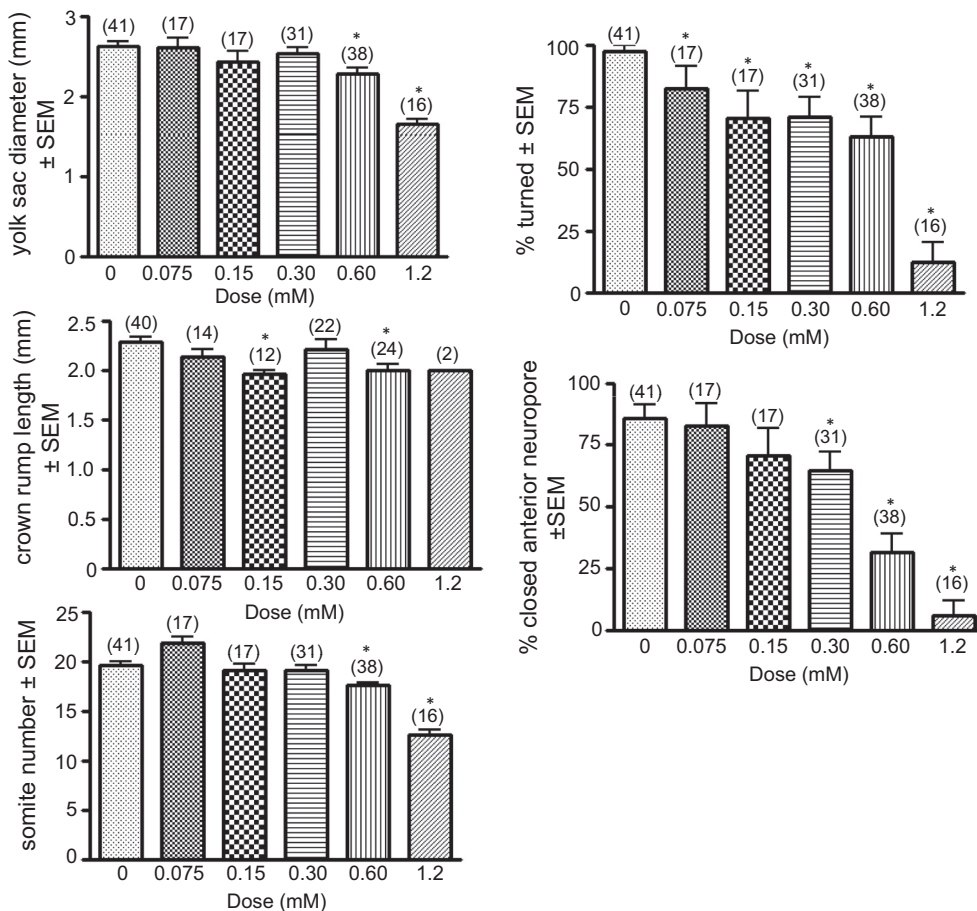 yolk sac diameter (mm)
± SEM
3
2
1
0
(41) (17) (17) (31) * (38) * (16)
0 0.075 0.15 0.30 0.60 1.2
Dose (mM)
crown rump length (mm)
± SEM
2.5
2.0
1.5
1.0
0.5
0
(40) (14) * (12) (22) * (24) (2)
0 0.075 0.15 0.30 0.60 1.2
Dose (mM)
somite number ± SEM
25
20
15
10
5
0
(41) (17) (17) (31) * (38) * (16)
0 0.075 0.15 0.30 0.60 1.2
Dose (mM)
% turned ± SEM
100
75
50
25
0
(41) * (17) * (17) * (31) * (38) * (16)
0 0.075 0.15 0.30 0.60 1.2
Dose (mM)
% closed anterior neuropore
±SEM
100
75
50
25
0
(41) (17) (17) * (31) * (38) * (16)
0 0.075 0.15 0.30 0.60 1.2
Dose (mM)